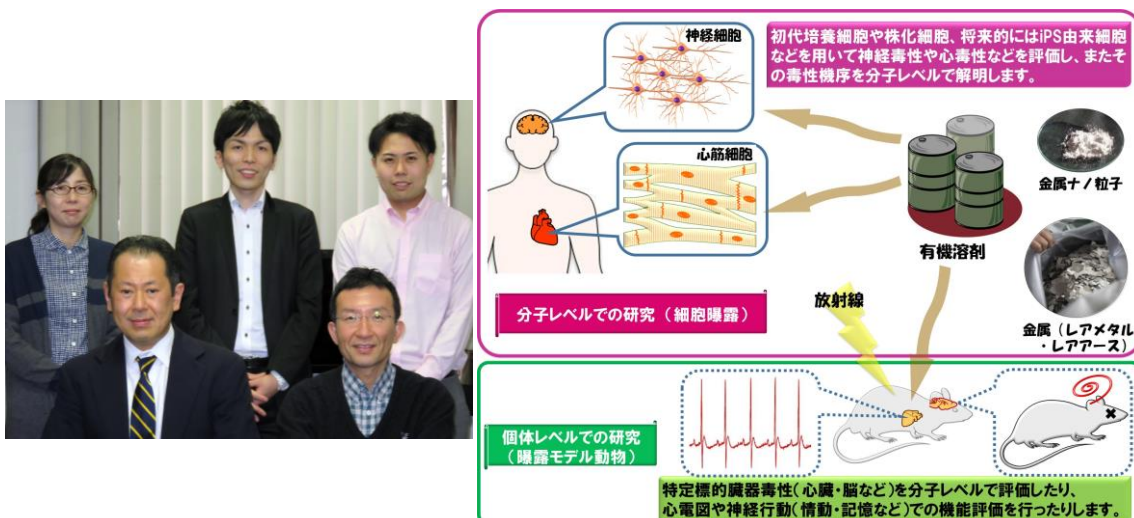 神経細胞
初代培養細胞や株化細胞、将来的にはiPS由来細胞
などを用いて神経毒性や心毒性などを評価し、またそ
の毒性機序を分子レベルで解明します。
心筋細胞
金属ナノ粒子
有機溶剤
分子レベルでの研究（細胞曝露）
放射線
金属（レアメタル
・レアアース）
個体レベルでの研究
（曝露モデル動物）
特定標的臓器毒性（心臓・脳など）を分子レベルで評価したり、
心電図や神経行動（情動・記憶など）での機能評価を行ったりします。